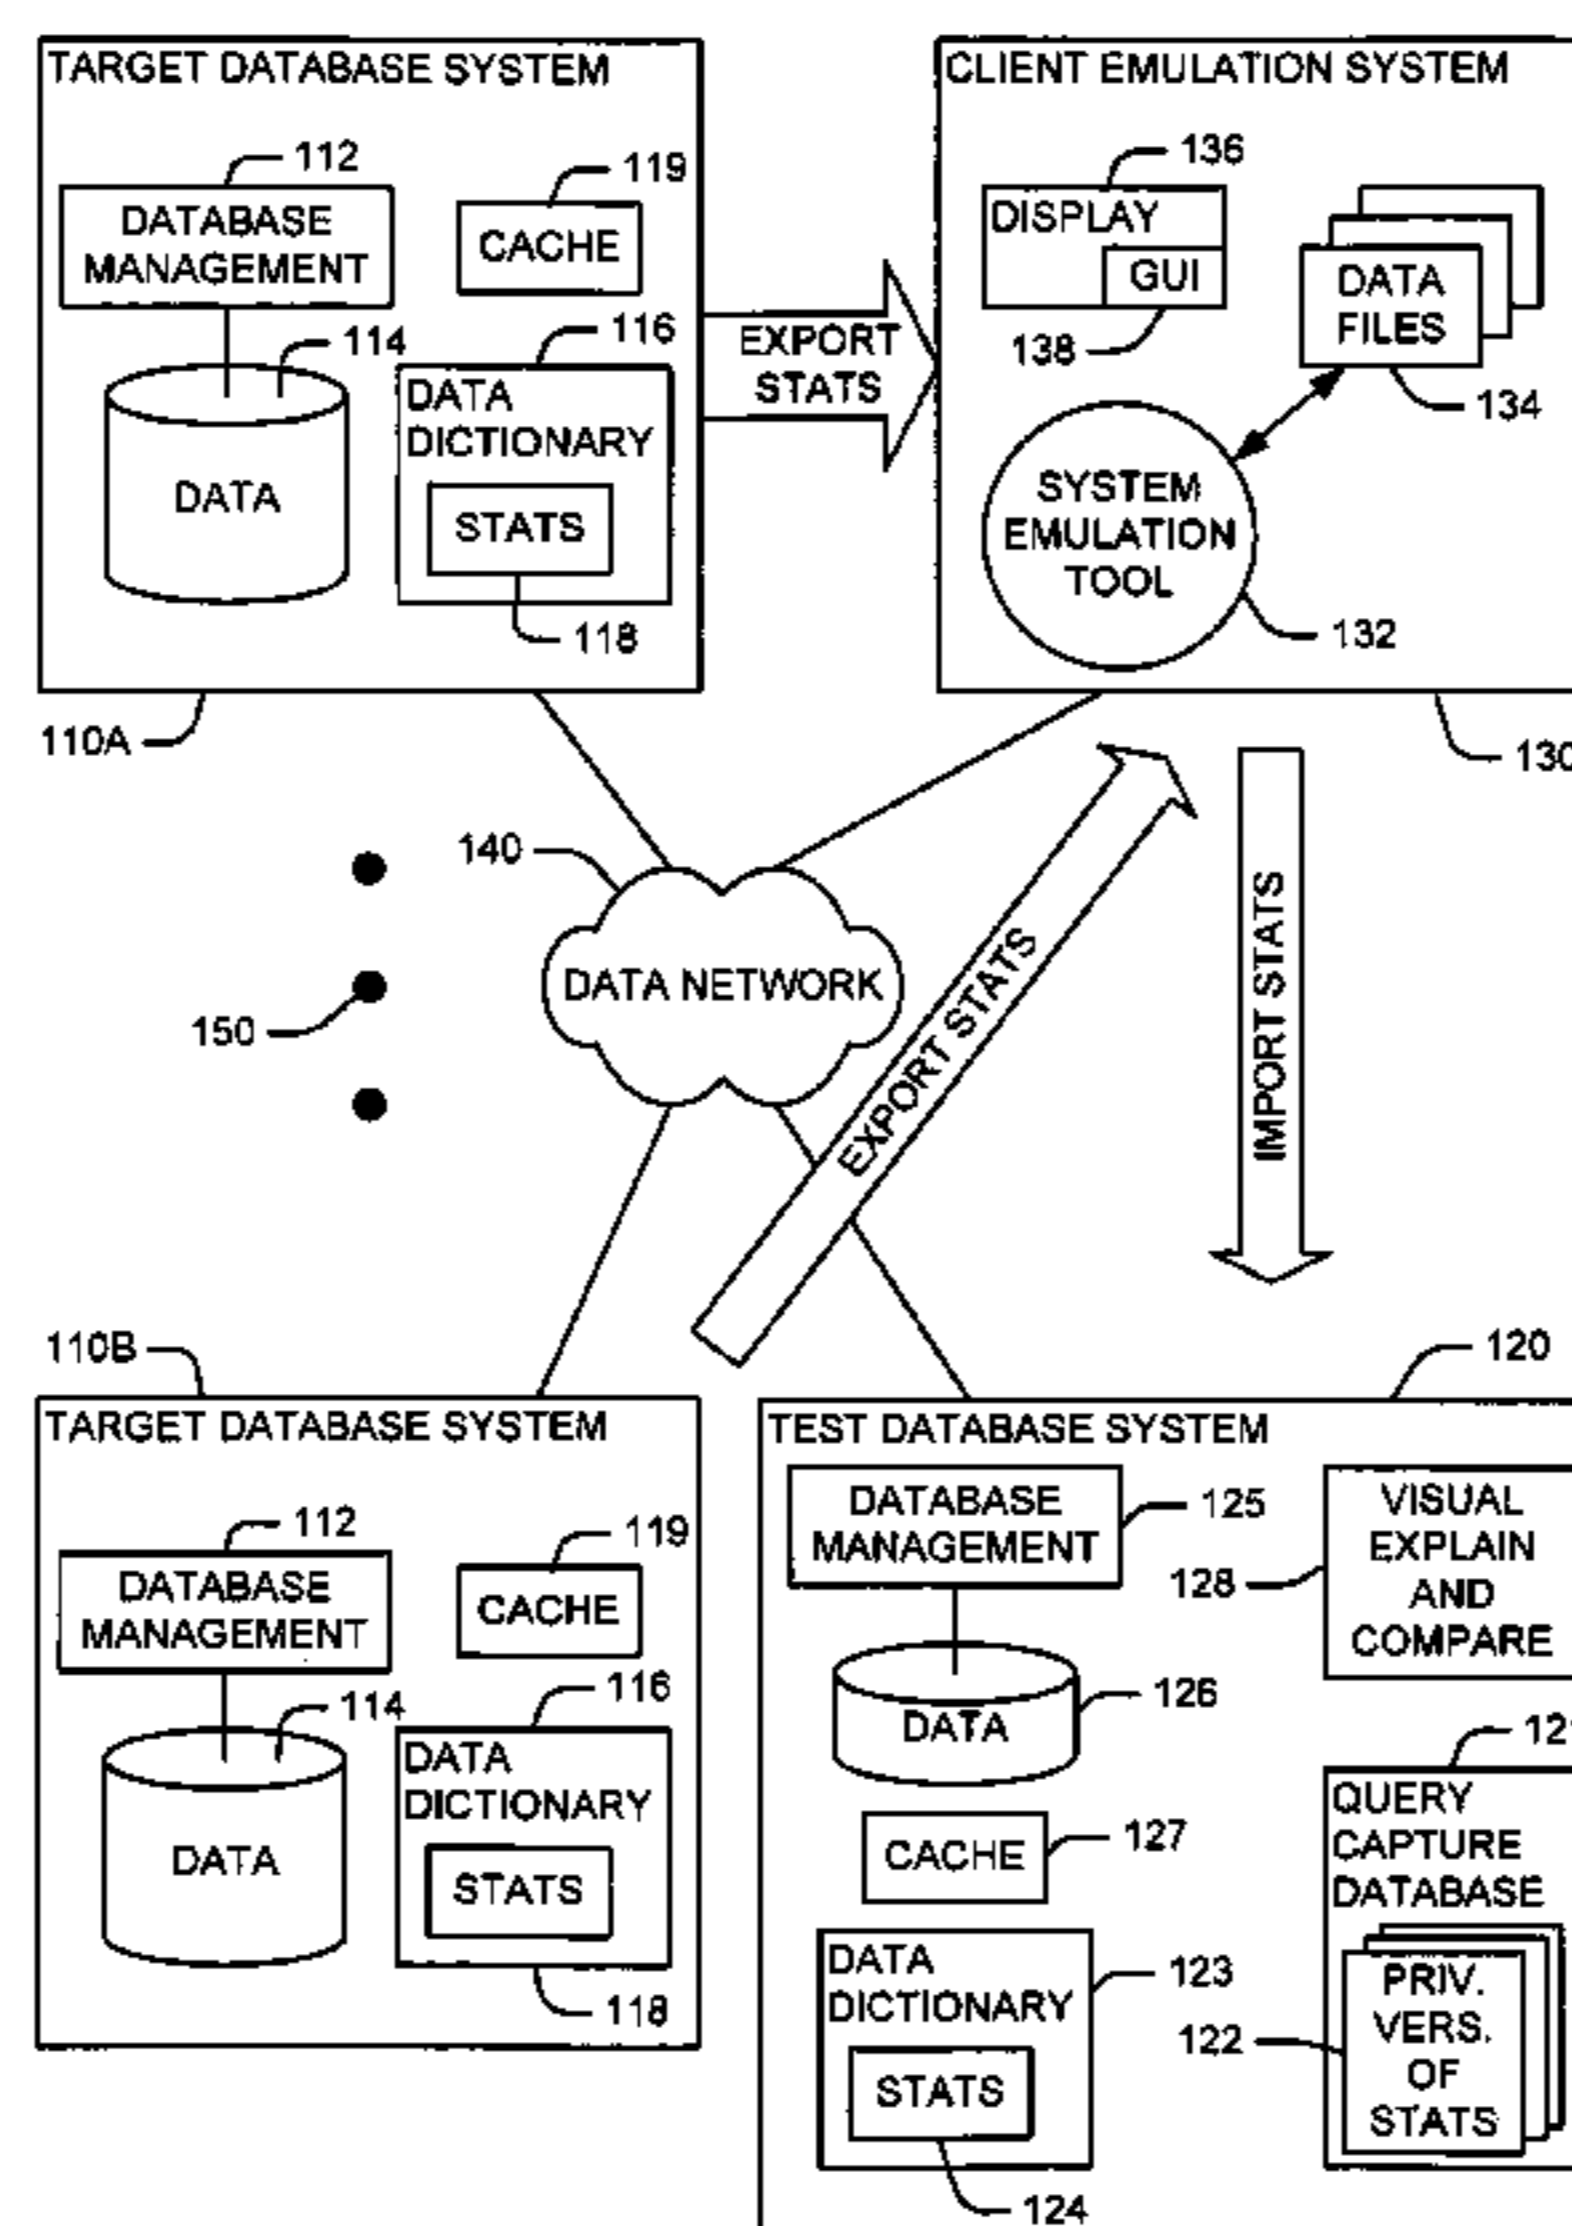 TARGET DATABASE SYSTEM
112
DATABASE
MANAGEMENT
119
CACHE
114
DATA
116
DATA
DICTIONARY
STATS
118
110A
EXPORT
STATS
CLIENT EMULATION SYSTEM
136
DISPLAY
GUI
138
DATA
FILES
134
SYSTEM
EMULATION
TOOL
132
130
140
DATA NETWORK
150
EXPORT STATS
IMPORT STATS
110B
TARGET DATABASE SYSTEM
112
DATABASE
MANAGEMENT
119
CACHE
114
DATA
116
DATA
DICTIONARY
STATS
118
120
TEST DATABASE SYSTEM
DATABASE
MANAGEMENT
125
VISUAL
EXPLAIN
AND
COMPARE
128
DATA
126
CACHE
127
DATA
DICTIONARY
123
STATS
124
QUERY
CAPTURE
DATABASE
PRIV.
VERS.
OF
STATS
122